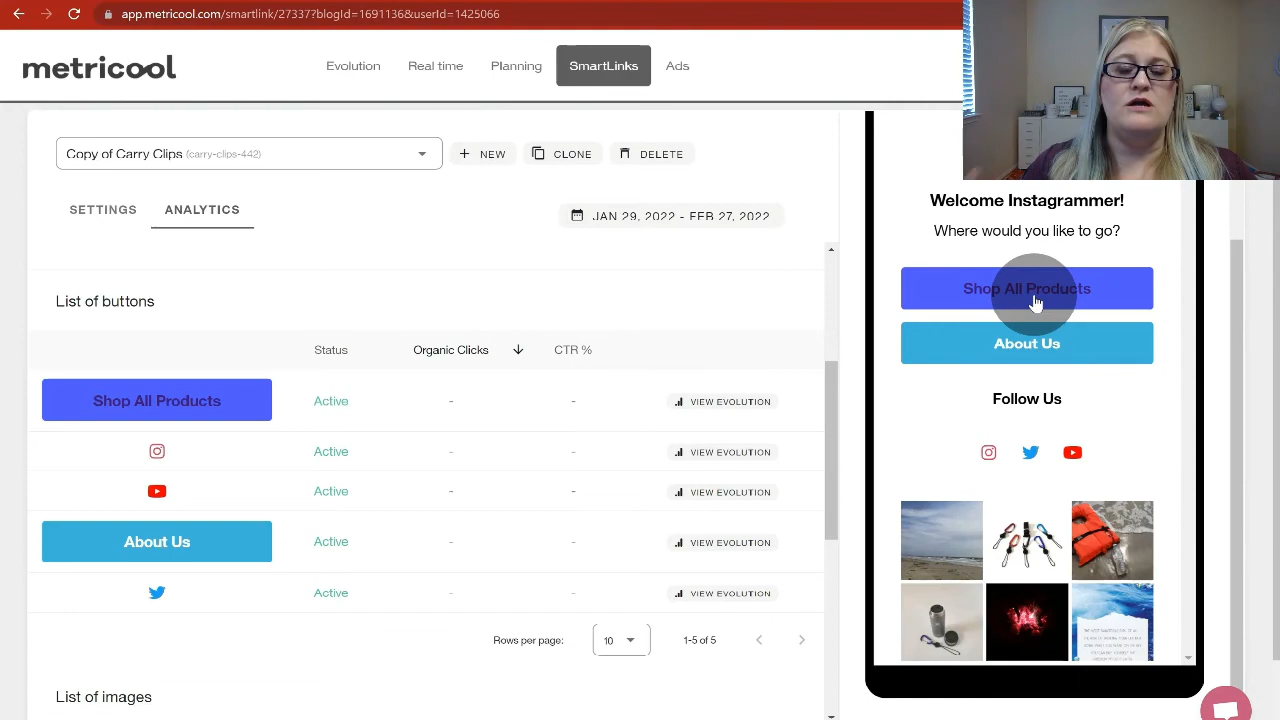 app.metricool.com/smartlink/27337?blogId=1691136&userId=1425066
metricool
Evolution
Real time
Planning
SmartLinks
Ads
Copy of Carry Clips (carry-clips-442)
NEW
CLONE
DELETE
SETTINGS
ANALYTICS
JAN 29, 2022 - FEB 27, 2022
List of buttons
Status
Organic Clicks
CTR %
Shop All Products
Active
-
-
VIEW EVOLUTION
Active
-
-
VIEW EVOLUTION
Active
-
-
VIEW EVOLUTION
About Us
Active
-
-
VIEW EVOLUTION
Active
-
-
VIEW EVOLUTION
Rows per page:
10
1-5 of 5
List of images
Welcome Instagrammer!
Where would you like to go?
Shop All Products
About Us
Follow Us